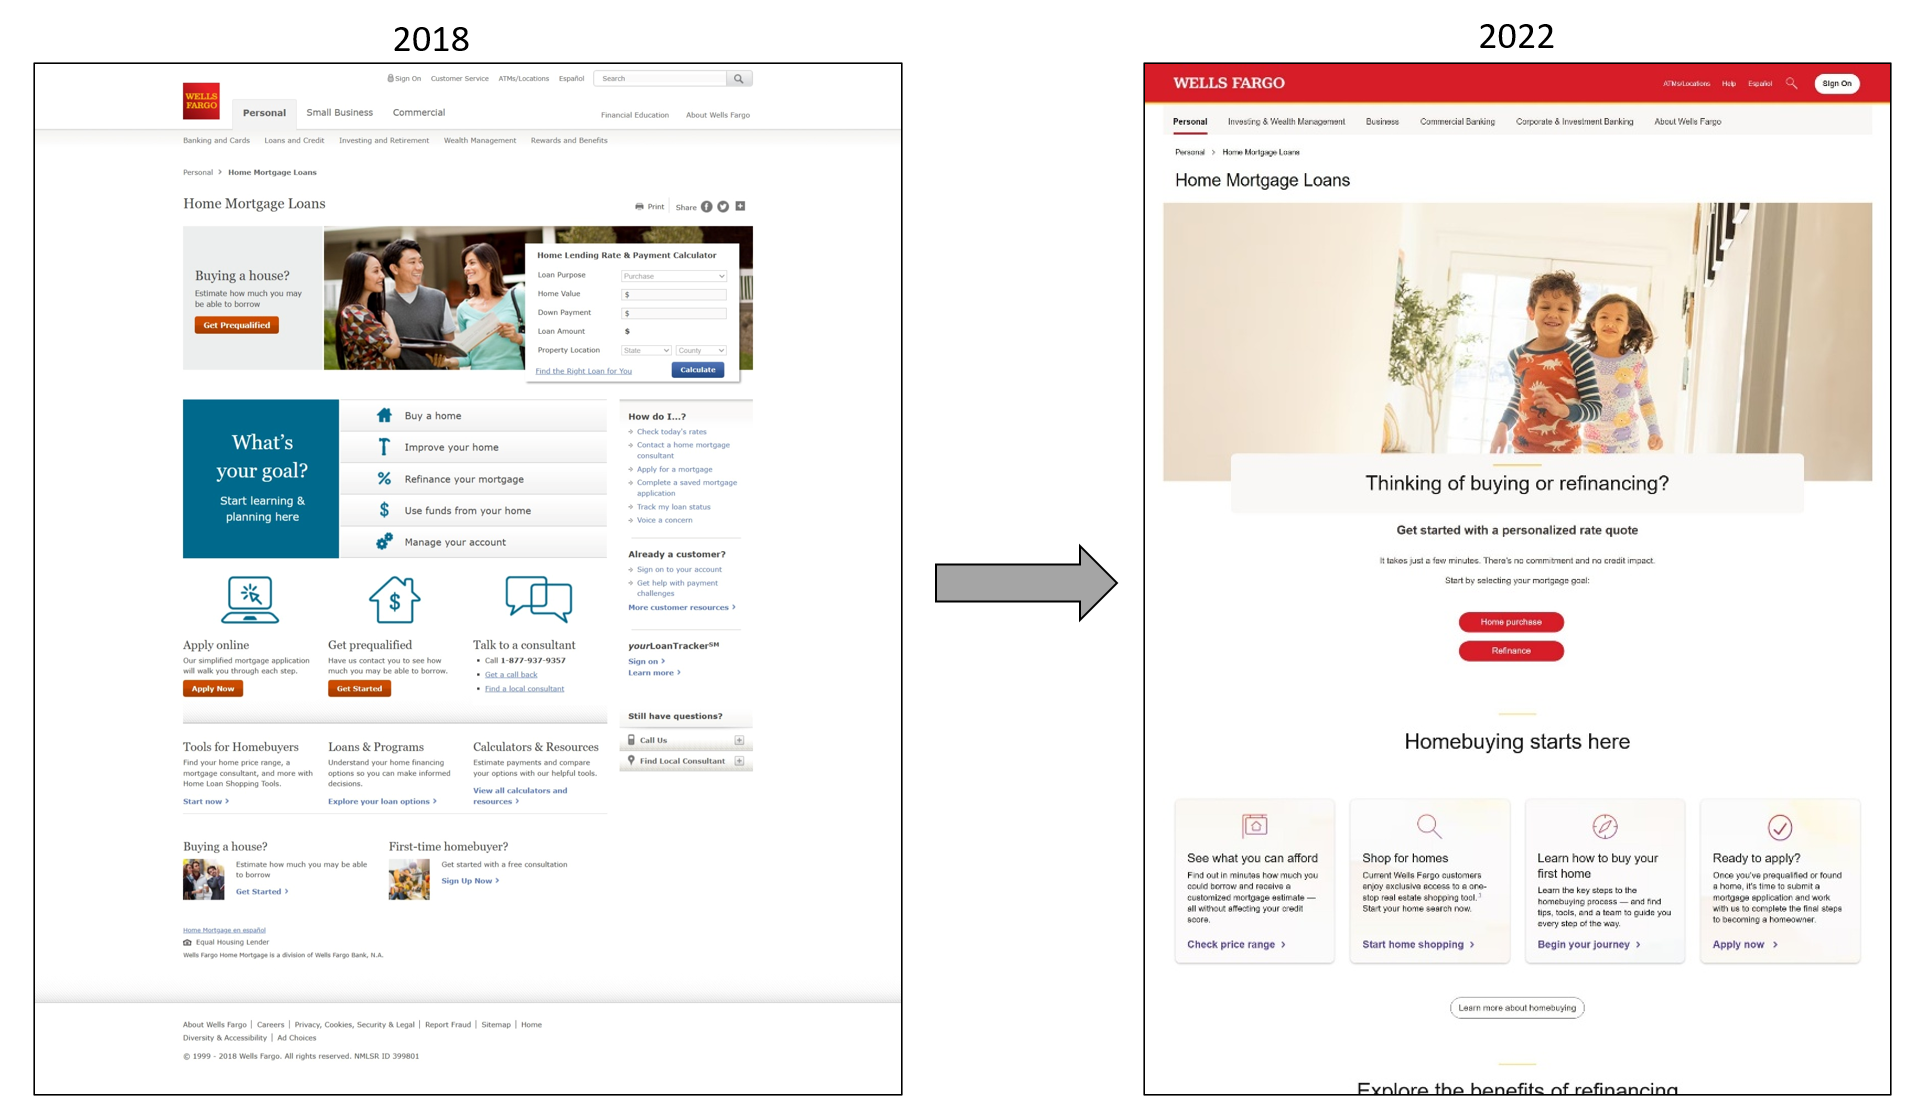 2018
Sign On
Customer Service
ATMs/Locations
Español
Search
WELLS
FARGO
Personal
Small Business
Commercial
Financial Education
About Wells Fargo
Banking and Cards
Loans and Credit
Investing and Retirement
Wealth Management
Rewards and Benefits
Personal > Home Mortgage Loans
Home Mortgage Loans
Print
Share
Buying a house?
Estimate how much you may
be able to borrow
Get Prequalified
Home Lending Rate & Payment Calculator
Loan Purpose
Purchase
Home Value
$
Down Payment
$
Loan Amount
$
Property Location
State
County
Find the Right Loan for You
Calculate
What's
your goal?
Start learning &
planning here
Buy a home
Improve your home
% Refinance your mortgage
$ Use funds from your home
Manage your account
$
Apply online
Our simplified mortgage application
will walk you through each step.
Apply Now
Get prequalified
Have us contact you to see how
much you may be able to borrow.
Get Started
Talk to a consultant
• Call 1-877-937-9357
• Get a call back
• Find a local consultant
How do I...?
Check today's rates
Contact a home mortgage
consultant
Apply for a mortgage
Complete a saved mortgage
application
Track my loan status
Voice a concern
Already a customer?
Sign on to your account
Get help with payment
challenges
More customer resources >
yourLoanTracker℠
Sign on >
Learn more >
Still have questions?
Call Us
Find Local Consultant
Tools for Homebuyers
Find your home price range, a
mortgage consultant, and more with
Home Loan Shopping Tools.
Start now >
Loans & Programs
Understand your home financing
options so you can make informed
decisions.
Explore your loan options >
Calculators & Resources
Estimate payments and compare
your options with our helpful tools.
View all calculators and
resources >
Buying a house?
Estimate how much you may be able
to borrow
Get Started >
First-time homebuyer?
Get started with a free consultation
Sign Up Now >
Home Mortgage en español
Equal Housing Lender
Wells Fargo Home Mortgage is a division of Wells Fargo Bank, N.A.
About Wells Fargo | Careers | Privacy, Cookies, Security & Legal | Report Fraud | Sitemap | Home
Diversity & Accessibility | Ad Choices
© 1999 - 2018 Wells Fargo. All rights reserved. NMLSR ID 399801
2022
WELLS FARGO
ATMs/Locations
Help
Español
Sign On
Personal
Investing & Wealth Management
Business
Commercial Banking
Corporate & Investment Banking
About Wells Fargo
Personal > Home Mortgage Loans
Home Mortgage Loans
Thinking of buying or refinancing?
Get started with a personalized rate quote
It takes just a few minutes. There's no commitment and no credit impact.
Start by selecting your mortgage goal:
Home purchase
Refinance
Homebuying starts here
See what you can afford
Find out in minutes how much you
could borrow and receive a
customized mortgage estimate —
all without affecting your credit
score.
Check price range >
Shop for homes
Current Wells Fargo customers
enjoy exclusive access to a one-
stop real estate shopping tool.³
Start your home search now.
Start home shopping >
Learn how to buy your
first home
Learn the key steps to the
homebuying process — and find
tips, tools, and a team to guide you
every step of the way.
Begin your journey >
Ready to apply?
Once you've prequalified or found
a home, it's time to submit a
mortgage application and work
with us to complete the final steps
to becoming a homeowner.
Apply now >
Learn more about homebuying
Explore the benefits of refinancing